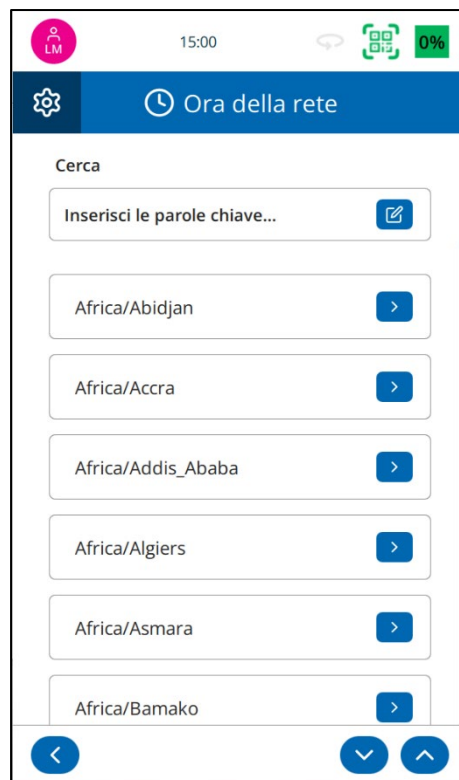 LM
15:00
0%
Ora della rete
Cerca
Inserisci le parole chiave...
Africa/Abidjan
Africa/Accra
Africa/Addis_Ababa
Africa/Algiers
Africa/Asmara
Africa/Bamako